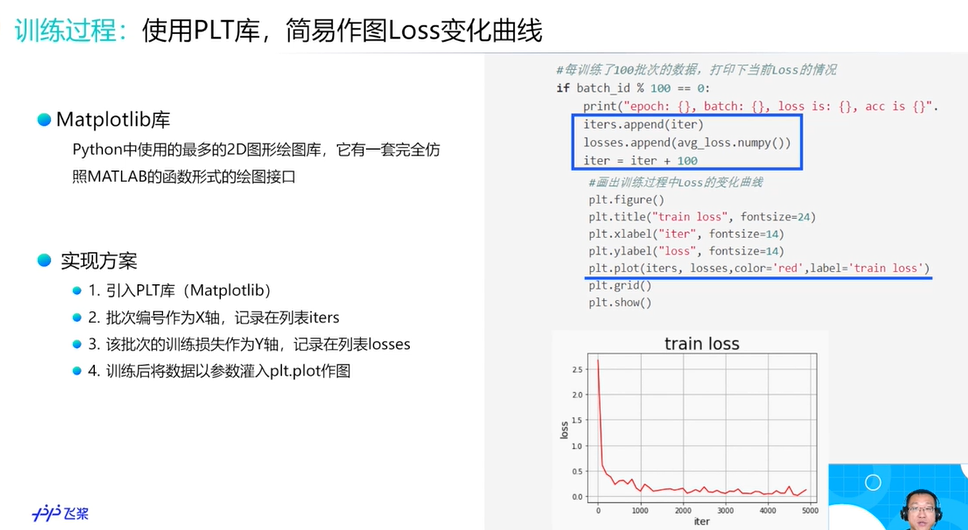 训练过程：使用PLT库，简易作图Loss变化曲线
Matplotlib库
Python中使用的最多的2D图形绘图库，它有一套完全仿
照MATLAB的函数形式的绘图接口
实现方案
1. 引入PLT库（Matplotlib）
2. 批次编号作为X轴，记录在列表iters
3. 该批次的训练损失作为Y轴，记录在列表losses
4. 训练后将数据以参数灌入plt.plot作图
#每训练了100批次的数据，打印下当前Loss的情况
if batch_id % 100 == 0:
print("epoch: {}, batch: {}, loss is: {}, acc is {}".
iters.append(iter)
losses.append(avg_loss.numpy())
iter = iter + 100
#画出训练过程中Loss的变化曲线
plt.figure()
plt.title("train loss", fontsize=24)
plt.xlabel("iter", fontsize=14)
plt.ylabel("loss", fontsize=14)
plt.plot(iters, losses,color='red',label='train loss')
plt.grid()
plt.show()
train loss
2.5
2.0
1.5
1.0
0.5
0.0
loss
0 1000 2000 3000 4000 5000
iter
飞桨